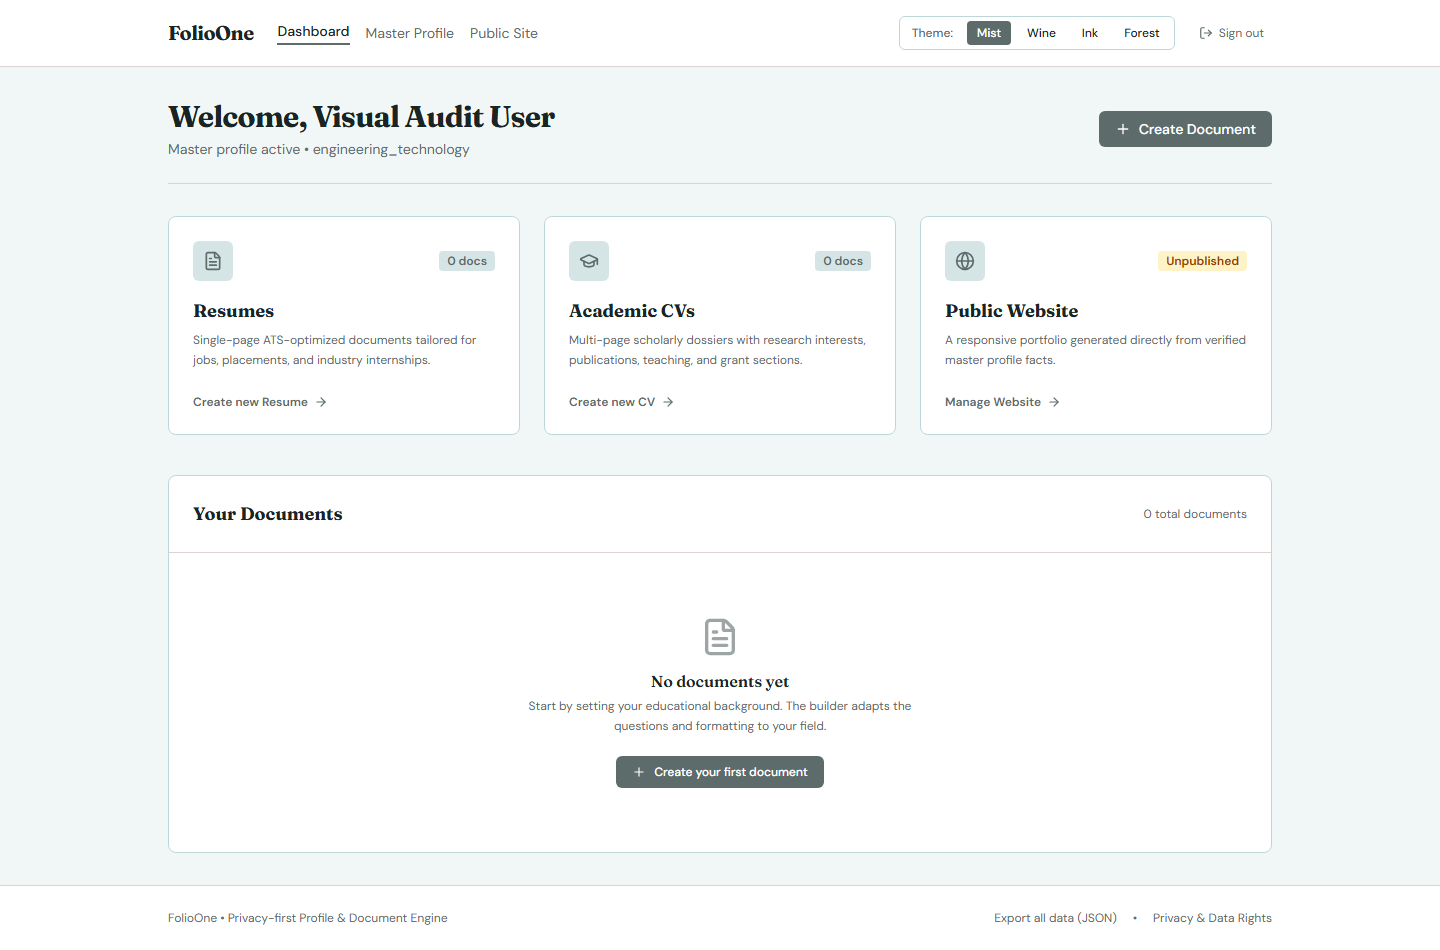 FolioOne
Dashboard
Master Profile
Public Site
Theme:
Mist
Wine
Ink
Forest
Sign out
Welcome, Visual Audit User
Master profile active • engineering_technology
Create Document
0 docs
Resumes
Single-page ATS-optimized documents tailored for
jobs, placements, and industry internships.
Create new Resume
0 docs
Academic CVs
Multi-page scholarly dossiers with research interests,
publications, teaching, and grant sections.
Create new CV
Unpublished
Public Website
A responsive portfolio generated directly from verified
master profile facts.
Manage Website
Your Documents
0 total documents
No documents yet
Start by setting your educational background. The builder adapts the
questions and formatting to your field.
Create your first document
FolioOne • Privacy-first Profile & Document Engine
Export all data (JSON) • Privacy & Data Rights